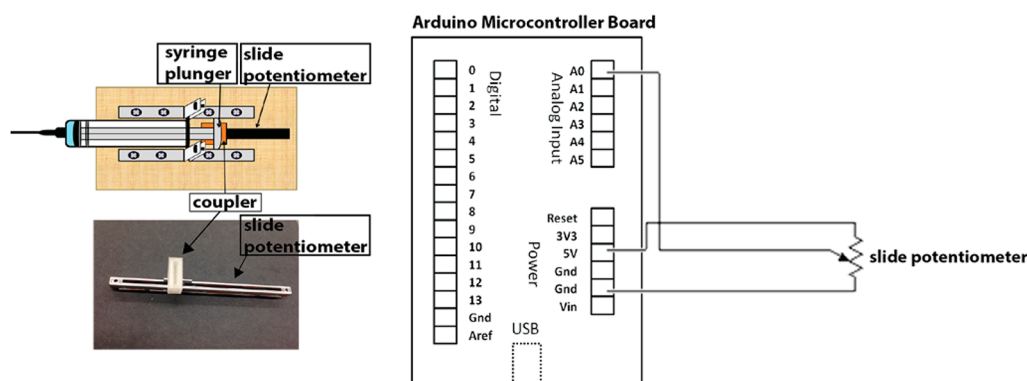 Arduino Microcontroller Board
syringe
plunger
slide
potentiometer
coupler
slide
potentiometer
0
1
2
3
4
5
6
7
8
9
10
11
12
13
Gnd
Aref
Digital
A0
A1
A2
A3
A4
A5
Analog Input
Reset
3V3
5V
Gnd
Gnd
Vin
Power
USB
slide potentiometer